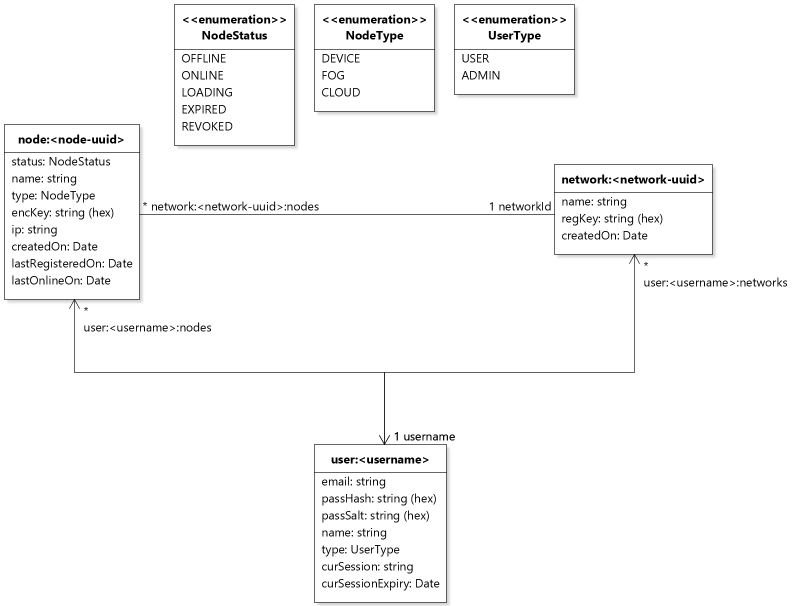 <<enumeration>>
NodeStatus
OFFLINE
ONLINE
LOADING
EXPIRED
REVOKED
<<enumeration>>
NodeType
DEVICE
FOG
CLOUD
<<enumeration>>
UserType
USER
ADMIN
node:<node-uuid>
status: NodeStatus
name: string
type: NodeType
encKey: string (hex)
ip: string
createdOn: Date
lastRegisteredOn: Date
lastOnlineOn: Date
* network:<network-uuid>:nodes
1 networkId
network:<network-uuid>
name: string
regKey: string (hex)
createdOn: Date
*
user:<username>:nodes
*
user:<username>:networks
1 username
user:<username>
email: string
passHash: string (hex)
passSalt: string (hex)
name: string
type: UserType
curSession: string
curSessionExpiry: Date